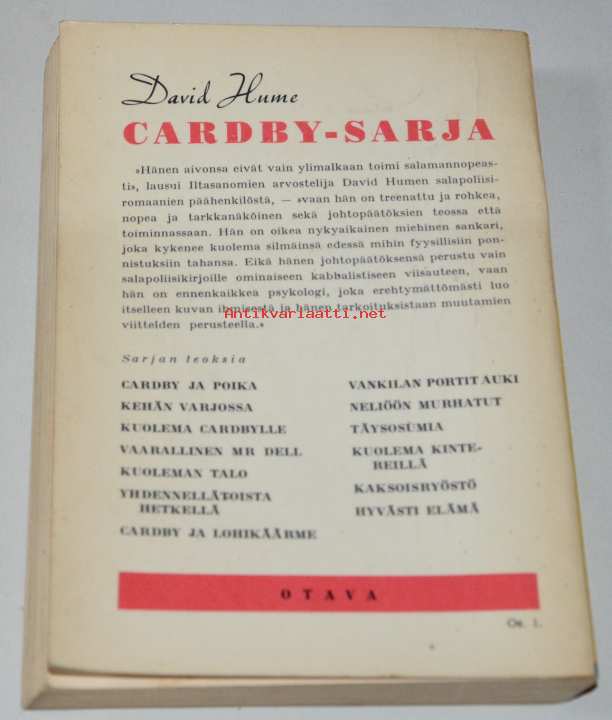 David Hume
CARDBY-SARJA
»Hänen aivonsa eivät vain ylimalkaan toimi salamannopeas-
ti», lausui Iltasanomien arvostelija David Humen salapoliisi-
romaanien päähenkilöstä, — »vaan hän on treenattu ja rohkea,
nopea ja tarkkanäköinen sekä johtopäätöksien teossa että
toiminnassaan. Hän on oikea nykyaikainen miehinen sankari,
joka kykenee kuolema silmäinsä edessä mihin fyysillisiin pon-
nistuksiin tahansa. Eikä hänen johtopäätöksensä perustu vain
salapoliisikirjoille ominaiseen kabbalistiseen viisauteen, vaan
hän on ennenkaikkea psykologi, joka erehtymättömästi luo
itselleen kuvan ihmisestä ja hänen tarkoituksistaan muutamien
viittelden perusteella.»
Antikvariaatti.net
Sarjan teoksia
CARDBY JA POIKA
KEHÄN VARJOSSA
KUOLEMA CARDBYLLE
VAARALLINEN MR DELL
KUOLEMAN TALO
YHDENNELLÄTOISTA
HETKELLÄ
CARDBY JA LOHIKÄÄRME
VANKILAN PORTIT AUKI
NELIÖÖN MURHATUT
TÄYSOSUMIA
KUOLEMA KINTE-
REILLÄ
KAKSOISRYÖSTÖ
HYVÄSTI ELÄMÄ
OTAVA
Os. 1.